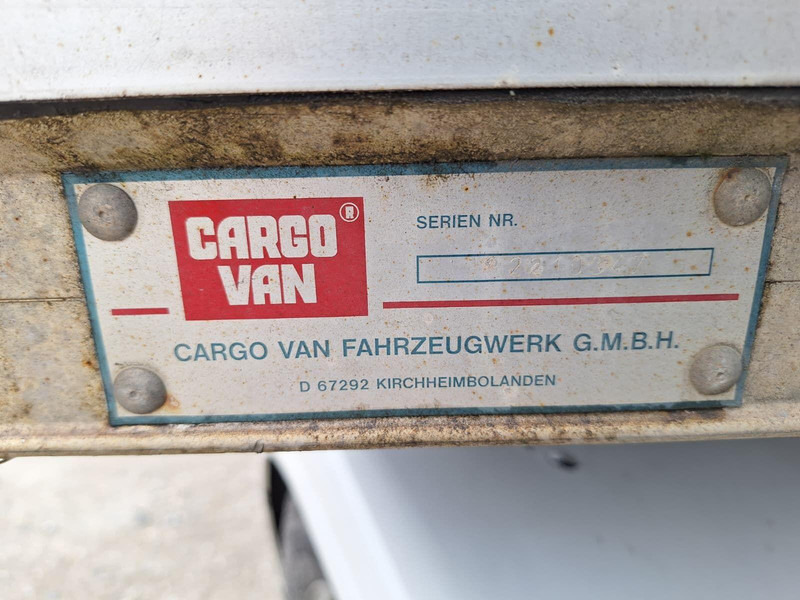 CARGO®
VAN
SERIEN NR.
CARGO VAN FAHRZEUGWERK G.M.B.H.
D 67292 KIRCHHEIMBOLANDEN